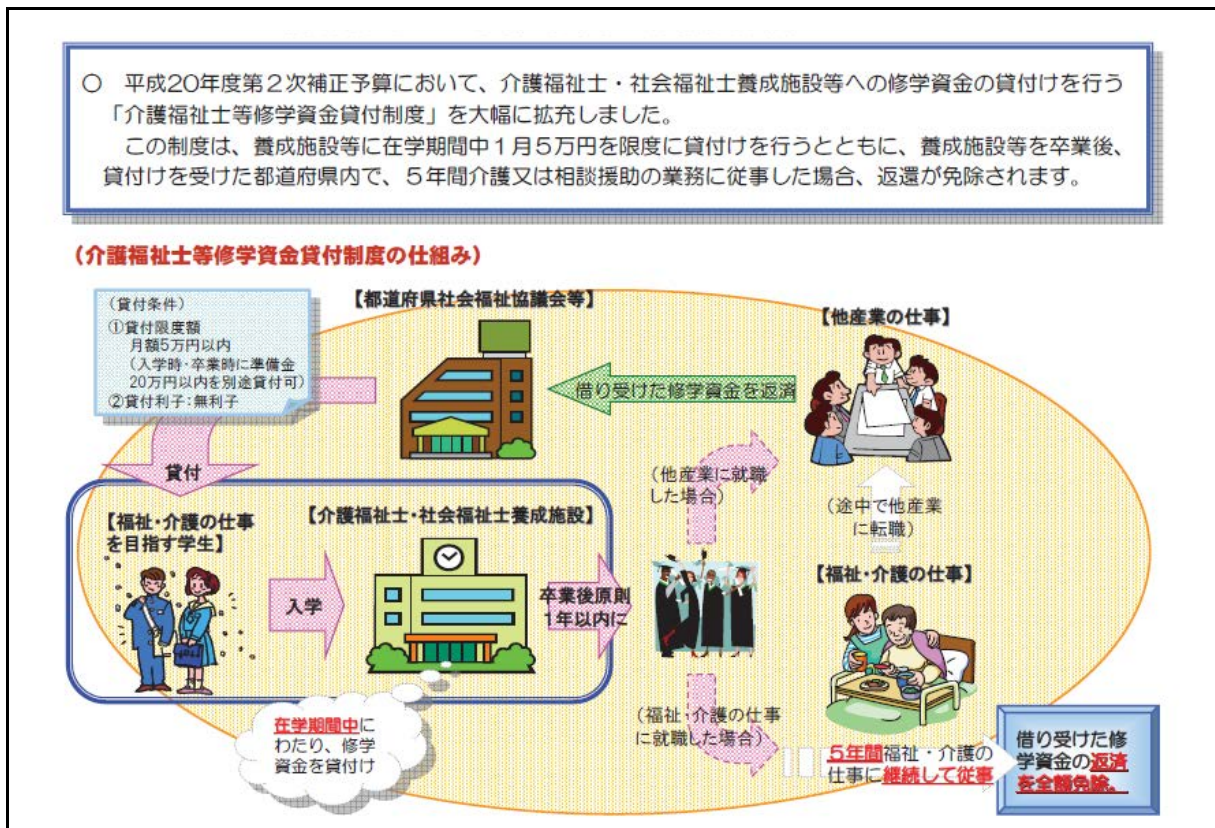 ○　平成20年度第２次補正予算において、介護福祉士・社会福祉士養成施設等への修学資金の貸付けを行う
「介護福祉士等修学資金貸付制度」を大幅に拡充しました。
この制度は、養成施設等に在学期間中１月５万円を限度に貸付けを行うとともに、養成施設等を卒業後、
貸付けを受けた都道府県内で、５年間介護又は相談援助の業務に従事した場合、返還が免除されます。
（介護福祉士等修学資金貸付制度の仕組み）
（貸付条件）
①貸付限度額
月額5万円以内
（入学時・卒業時に準備金
20万円以内を別途貸付可）
②貸付利子：無利子
【都道府県社会福祉協議会等】
【他産業の仕事】
借り受けた修学資金を返済
貸付
（他産業に就職
した場合）
（途中で他産業
に転職）
【福祉・介護の仕事
を目指す学生】
【介護福祉士・社会福祉士養成施設】
入学
卒業後原則
1年以内に
【福祉・介護の仕事】
在学期間中に
わたり、修学
資金を貸付け
（福祉・介護の仕事
に就職した場合）
５年間福祉・介護の
仕事に継続して従事
借り受けた修
学資金の返済
を全額免除。